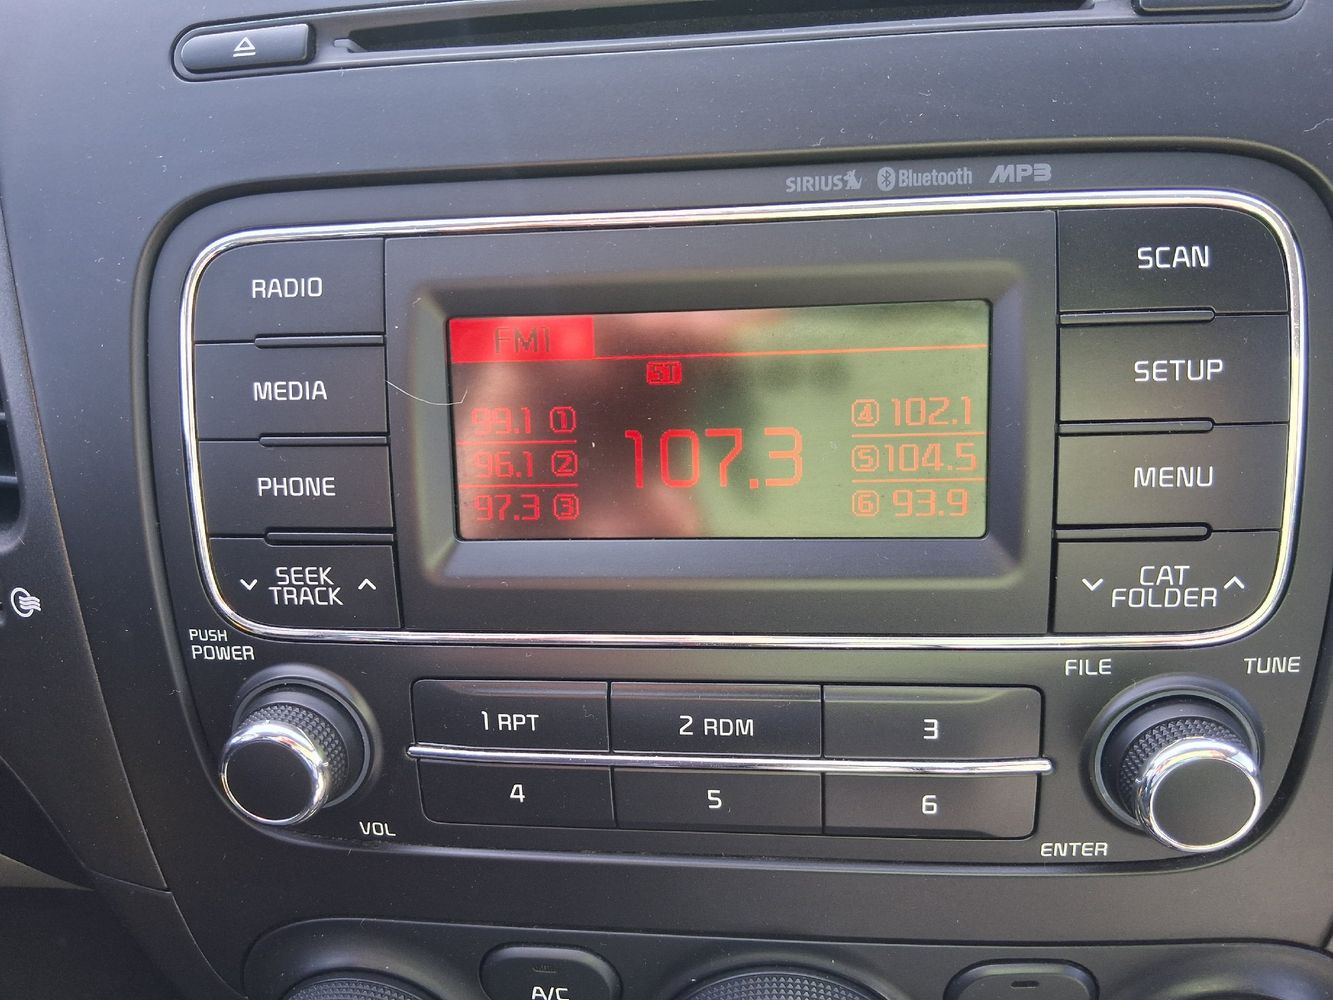 SIRIUS Bluetooth MP3
RADIO
MEDIA
PHONE
SEEK
TRACK
FM1
ST
99.1 1
96.1 2
97.3 3
107.3
4 102.1
5 104.5
6 93.9
SCAN
SETUP
MENU
CAT
FOLDER
PUSH
POWER
VOL
1 RPT
2 RDM
3
4
5
6
FILE
TUNE
ENTER
A/C